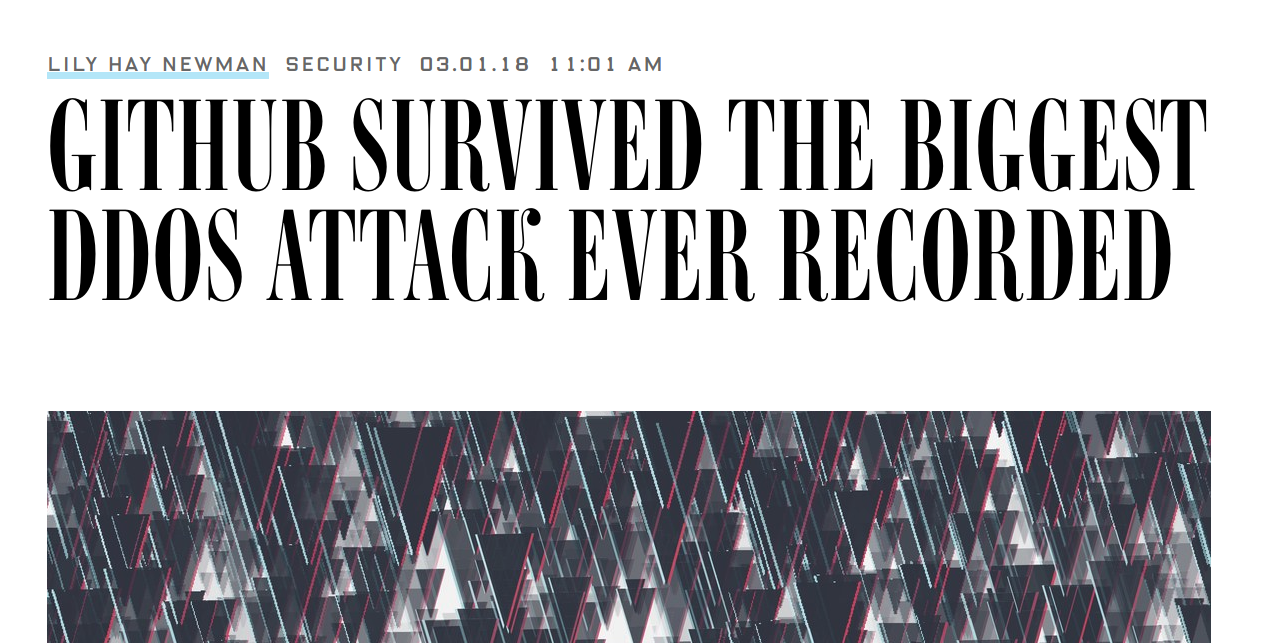 LILY HAY NEWMAN SECURITY 03.01.18 11:01 AM
GITHUB SURVIVED THE BIGGEST
DDOS ATTACK EVER RECORDED